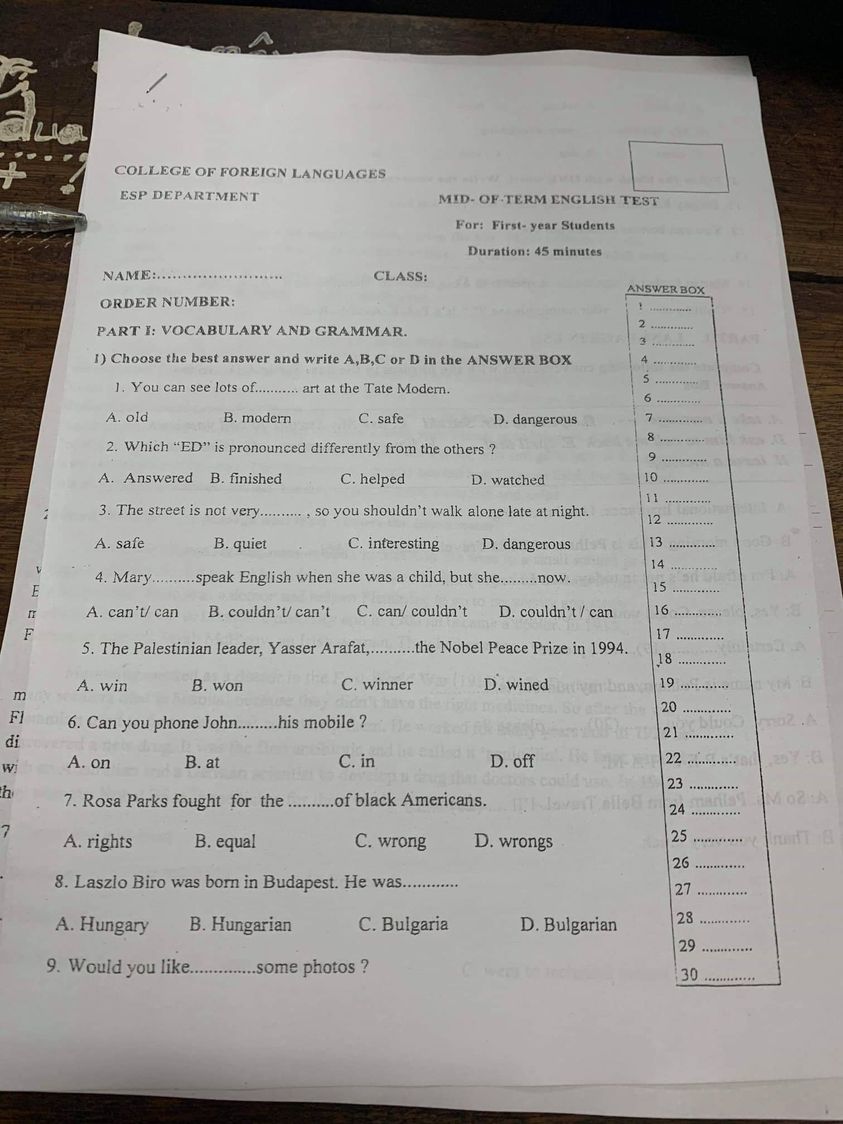 COLLEGE OF FOREIGN LANGUAGES
ESP DEPARTMENT
MID- OF-TERM ENGLISH TEST
For: First- year Students
Duration: 45 minutes
NAME:........................ CLASS:
ORDER NUMBER:
PART I: VOCABULARY AND GRAMMAR.
1) Choose the best answer and write A,B,C or D in the ANSWER BOX
1. You can see lots of.......... art at the Tate Modern.
A. old B. modern C. safe D. dangerous
2. Which “ED” is pronounced differently from the others ?
A. Answered B. finished C. helped D. watched
3. The street is not very.......... , so you shouldn’t walk alone late at night.
A. safe B. quiet C. interesting D. dangerous
4. Mary..........speak English when she was a child, but she.........now.
A. can’t/ can B. couldn’t/ can’t C. can/ couldn’t D. couldn’t / can
5. The Palestinian leader, Yasser Arafat,..........the Nobel Peace Prize in 1994.
A. win B. won C. winner D. wined
6. Can you phone John.........his mobile ?
A. on B. at C. in D. off
7. Rosa Parks fought for the ..........of black Americans.
A. rights B. equal C. wrong D. wrongs
8. Laszlo Biro was born in Budapest. He was............
A. Hungary B. Hungarian C. Bulgaria D. Bulgarian
9. Would you like..............some photos ?
ANSWER BOX
1 ............
2 ............
3 ............
4 ............
5 ............
6 ............
7 ............
8 ............
9 ............
10 ............
11 ............
12 ............
13 ............
14 ............
15 ............
16 ............
17 ............
18 ............
19 ............
20 ............
21 ............
22 ............
23 ............
24 ............
25 ............
26 ............
27 ............
28 ............
29 ............
30 ............